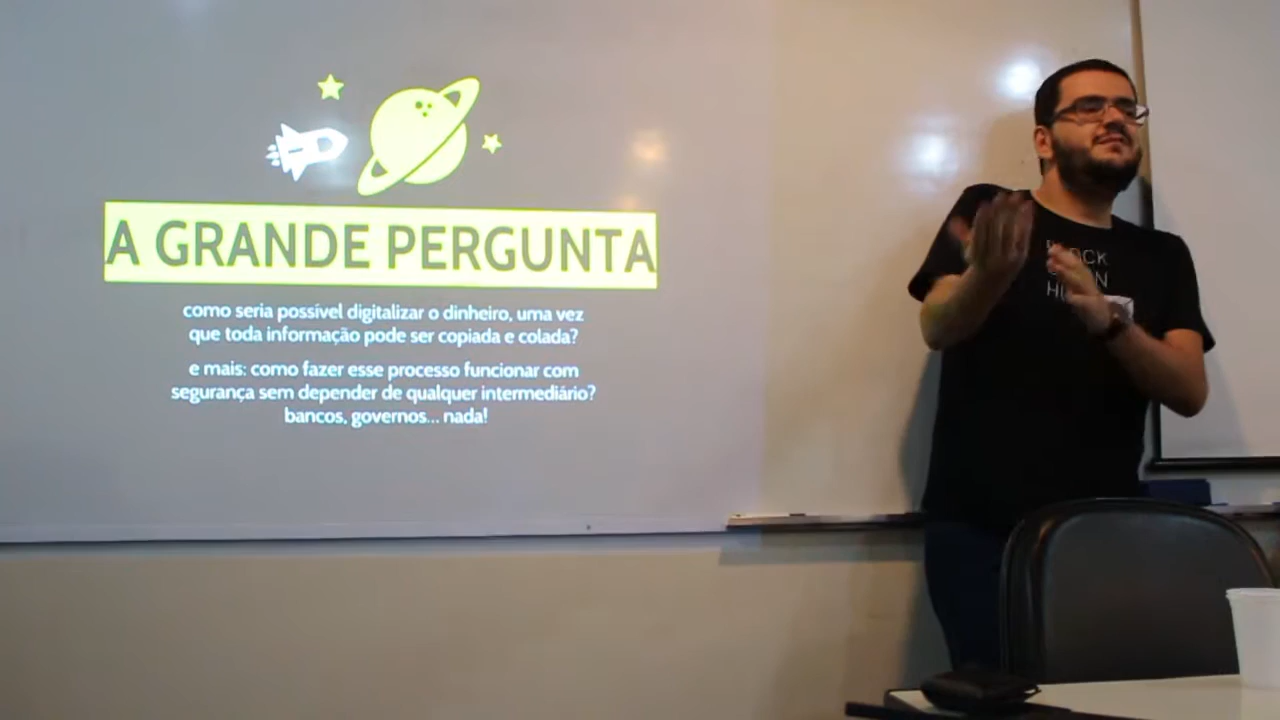 A GRANDE PERGUNTA
como seria possível digitalizar o dinheiro, uma vez
que toda informação pode ser copiada e colada?
e mais: como fazer esse processo funcionar com
segurança sem depender de qualquer intermediário?
bancos, governos... nada!